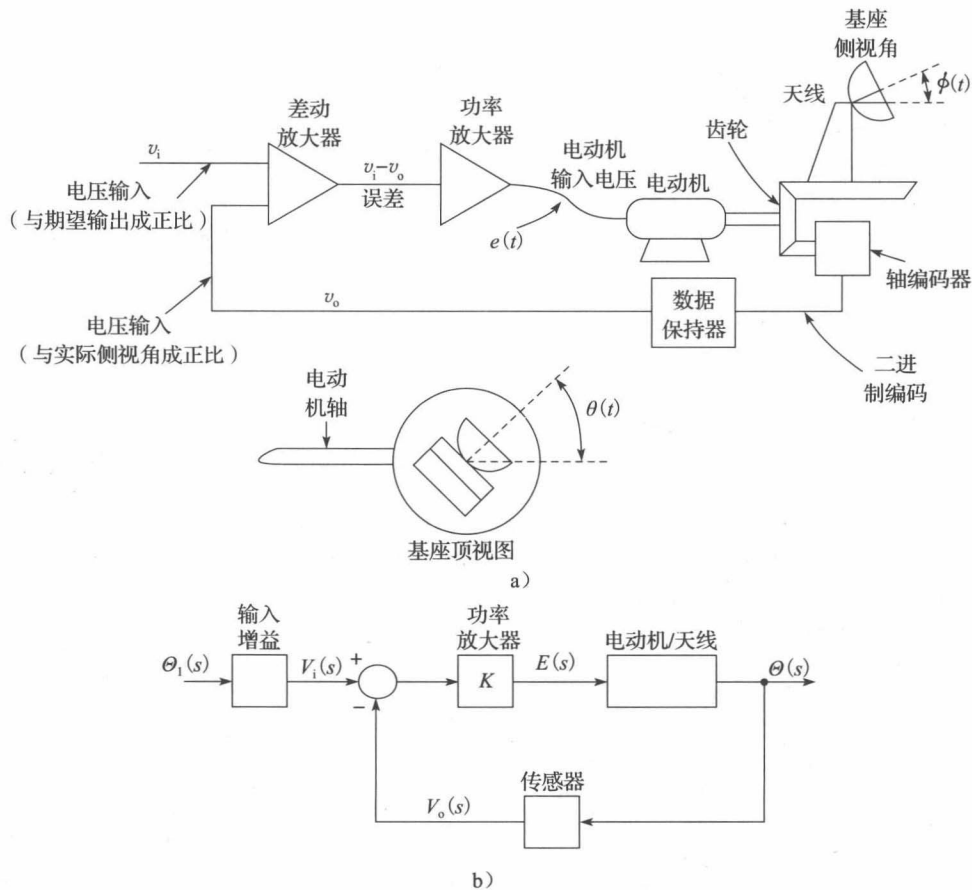 基座
侧视角
天线
ϕ(t)
差动
放大器
功率
放大器
齿轮
电动机
输入电压
电动机
v_i
v_i−v_o
误差
电压输入
（与期望输出成正比）
e(t)
轴编码器
v_o
数据
保持器
电压输入
（与实际侧视角成正比）
二进
制编码
电动
机轴
θ(t)
基座顶视图
a）
输入
增益
功率
放大器
电动机/天线
Θ_I(s)
V_i(s)
+
−
K
E(s)
Θ(s)
传感器
V_o(s)
b）